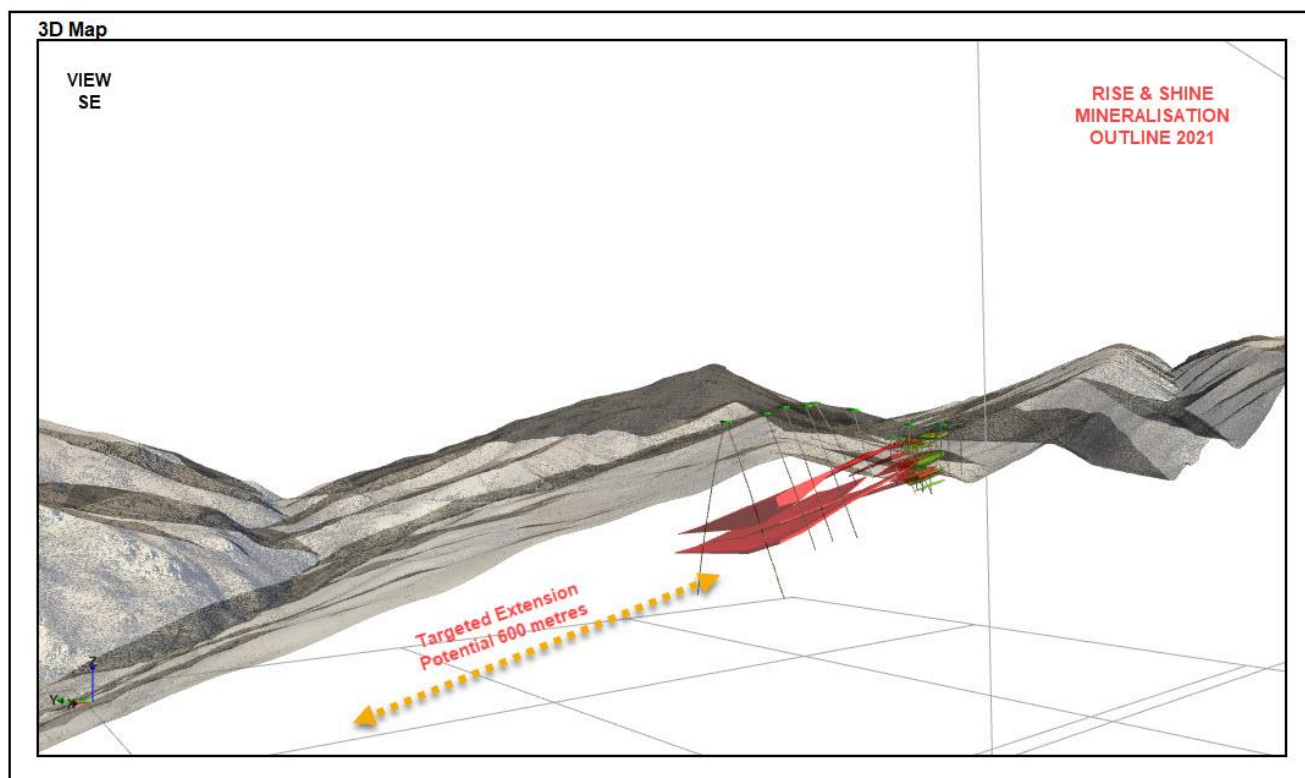 3D Map
VIEW
SE
RISE & SHINE
MINERALISATION
OUTLINE 2021
Targeted Extension
Potential 600 metres
Z
Y
X